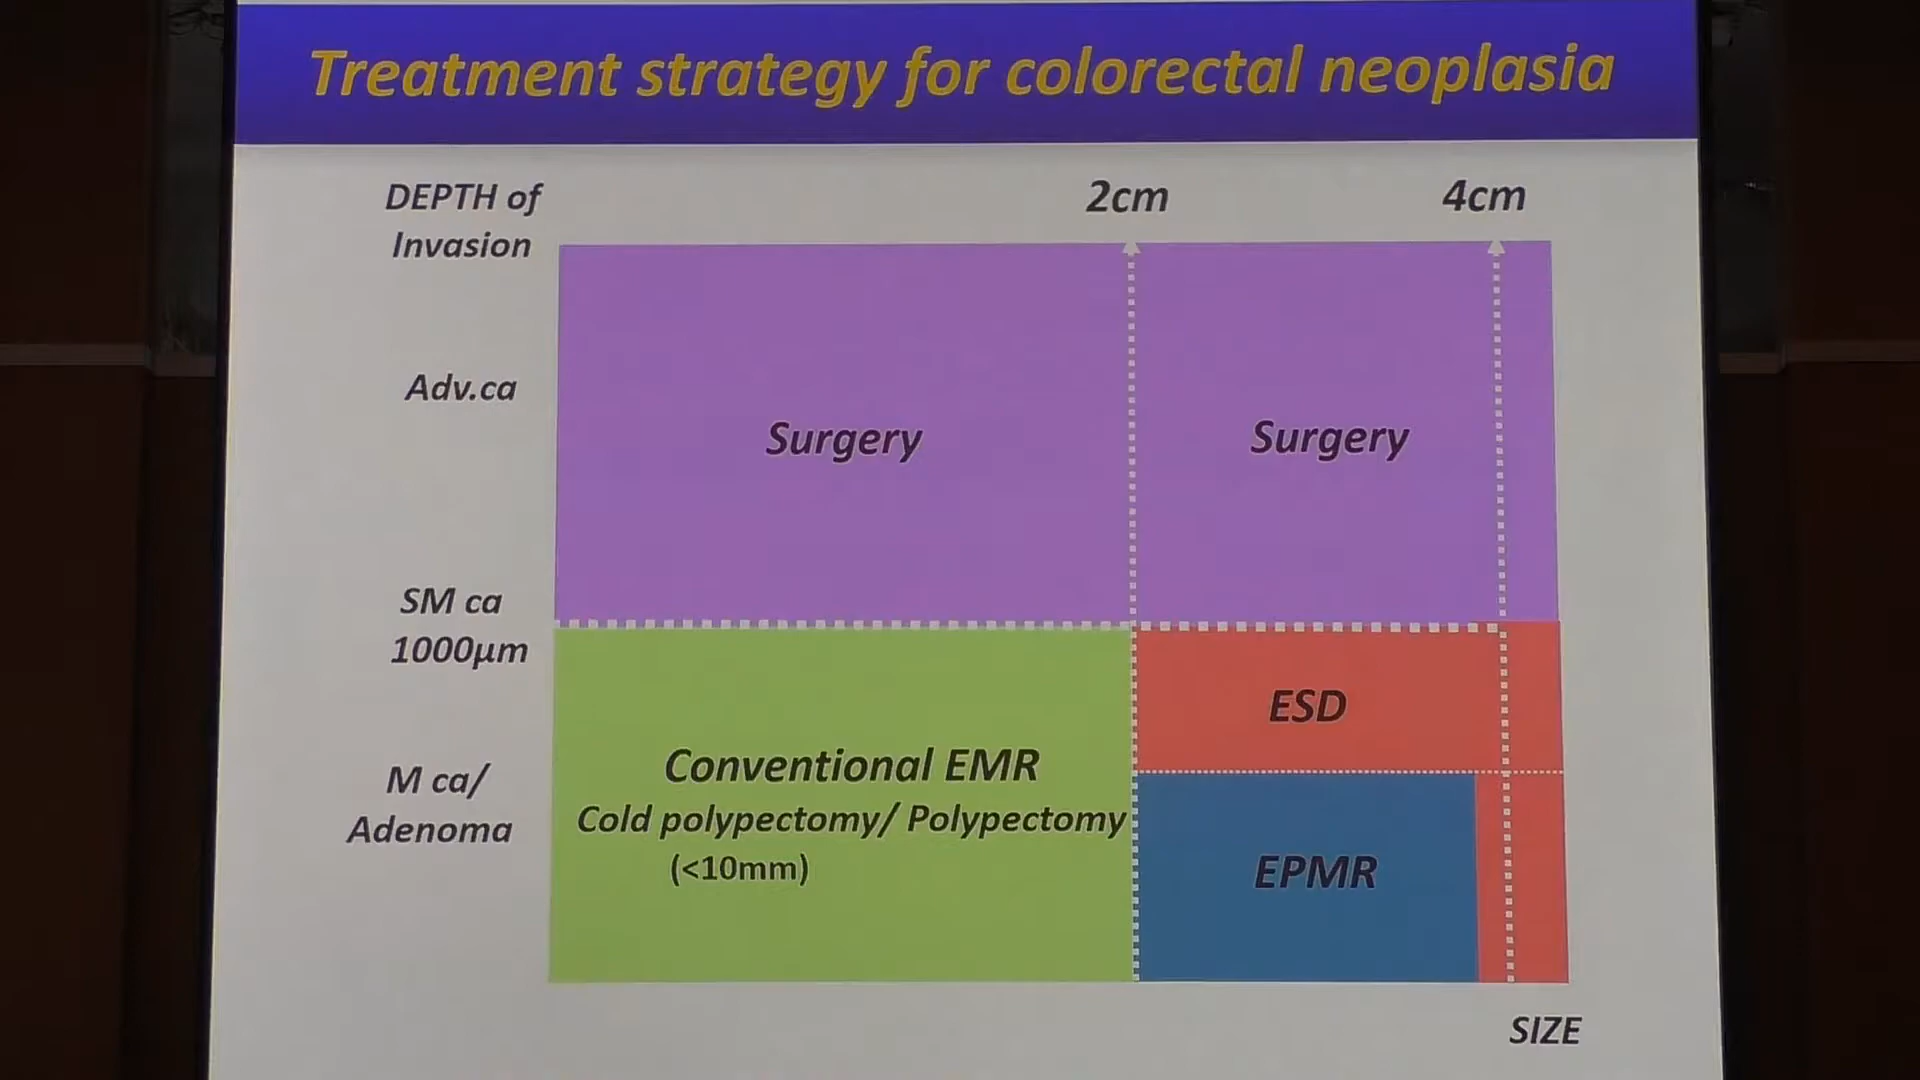 Treatment strategy for colorectal neoplasia
DEPTH of
Invasion
2cm
4cm
Adv.ca
Surgery
Surgery
SM ca
1000µm
ESD
M ca/
Adenoma
Conventional EMR
Cold polypectomy/ Polypectomy
(<10mm)
EPMR
SIZE